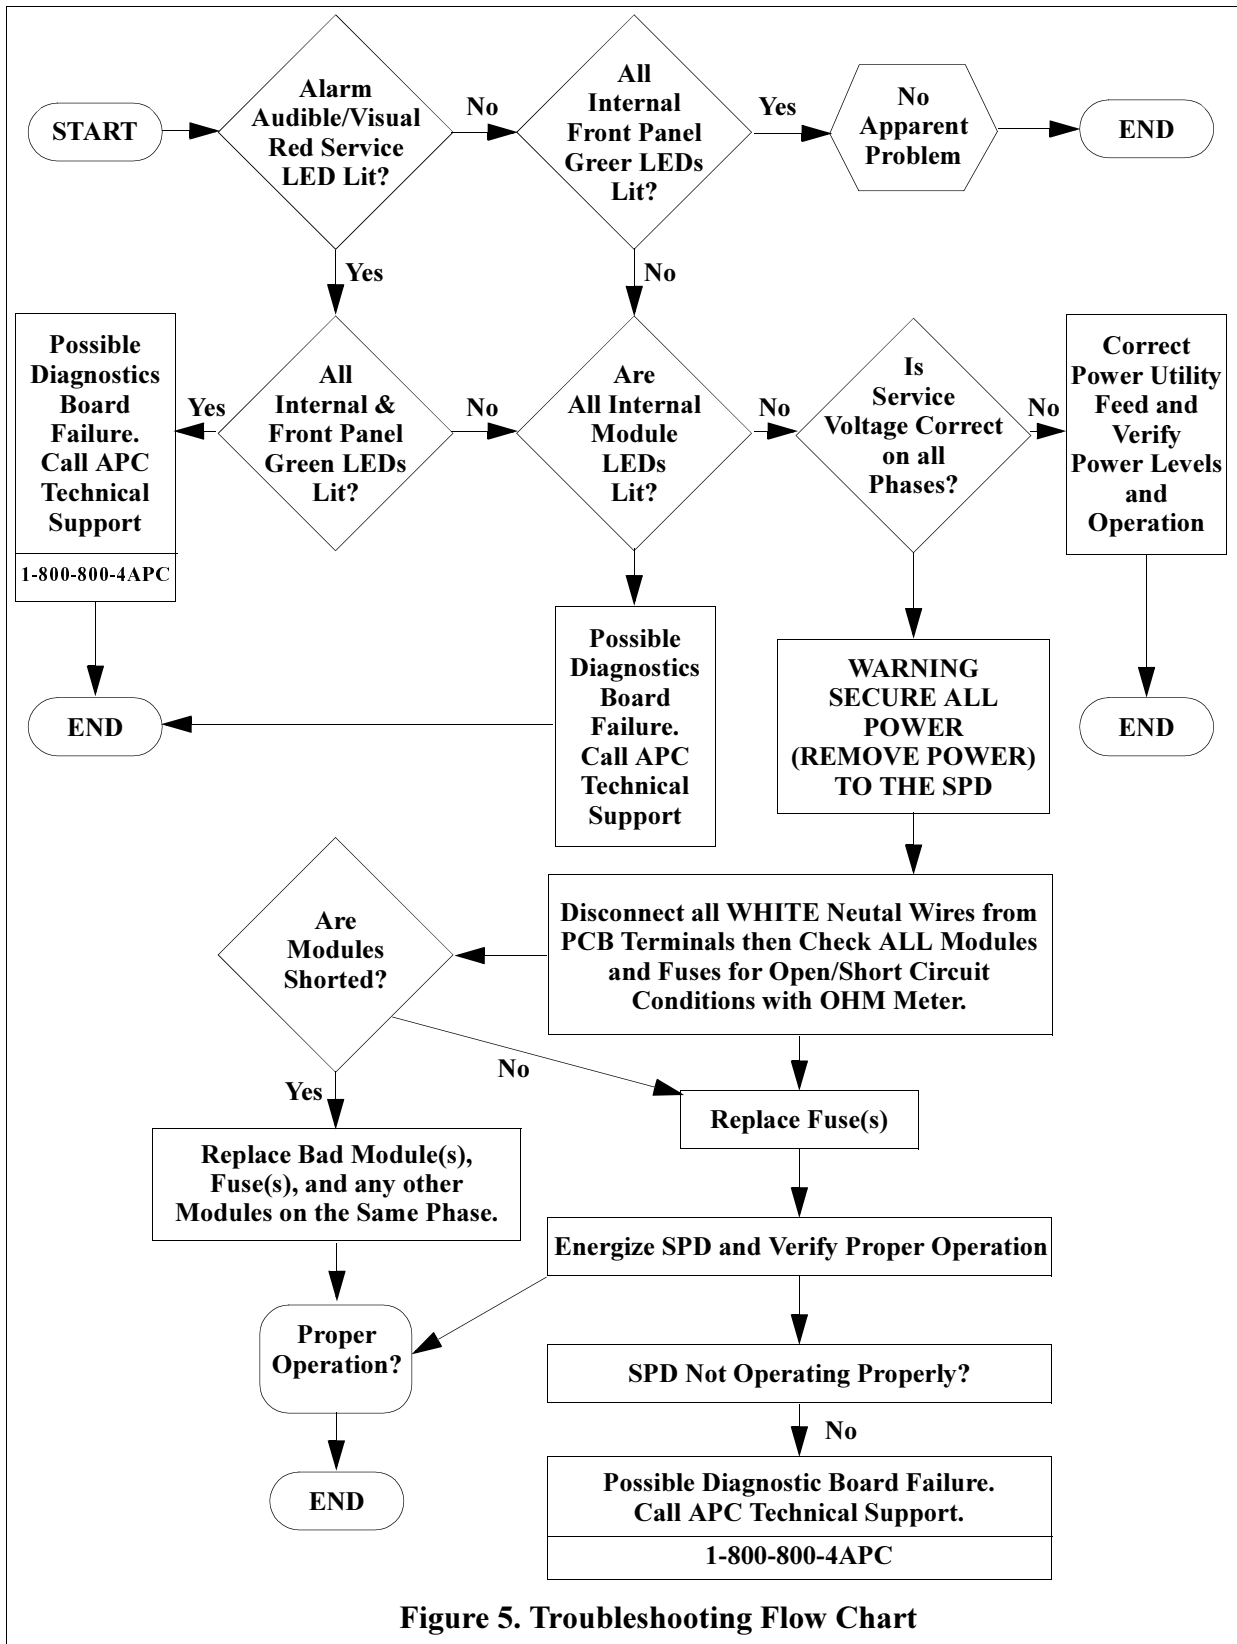 START
Alarm
Audible/Visual
Red Service
LED Lit?
No
All
Internal
Front Panel
Greer LEDs
Lit?
Yes
No
Apparent
Problem
END
Yes
No
Possible
Diagnostics
Board
Failure.
Call APC
Technical
Support
1-800-800-4APC
Yes
All
Internal &
Front Panel
Green LEDs
Lit?
No
Are
All Internal
Module
LEDs
Lit?
No
Is
Service
Voltage Correct
on all
Phases?
No
Correct
Power Utility
Feed and
Verify
Power Levels
and
Operation
END
Possible
Diagnostics
Board
Failure.
Call APC
Technical
Support
WARNING
SECURE ALL
POWER
(REMOVE POWER)
TO THE SPD
END
Are
Modules
Shorted?
Disconnect all WHITE Neutal Wires from
PCB Terminals then Check ALL Modules
and Fuses for Open/Short Circuit
Conditions with OHM Meter.
No
Yes
Replace Fuse(s)
Replace Bad Module(s),
Fuse(s), and any other
Modules on the Same Phase.
Energize SPD and Verify Proper Operation
Proper
Operation?
SPD Not Operating Properly?
No
END
Possible Diagnostic Board Failure.
Call APC Technical Support.
1-800-800-4APC
Figure 5. Troubleshooting Flow Chart